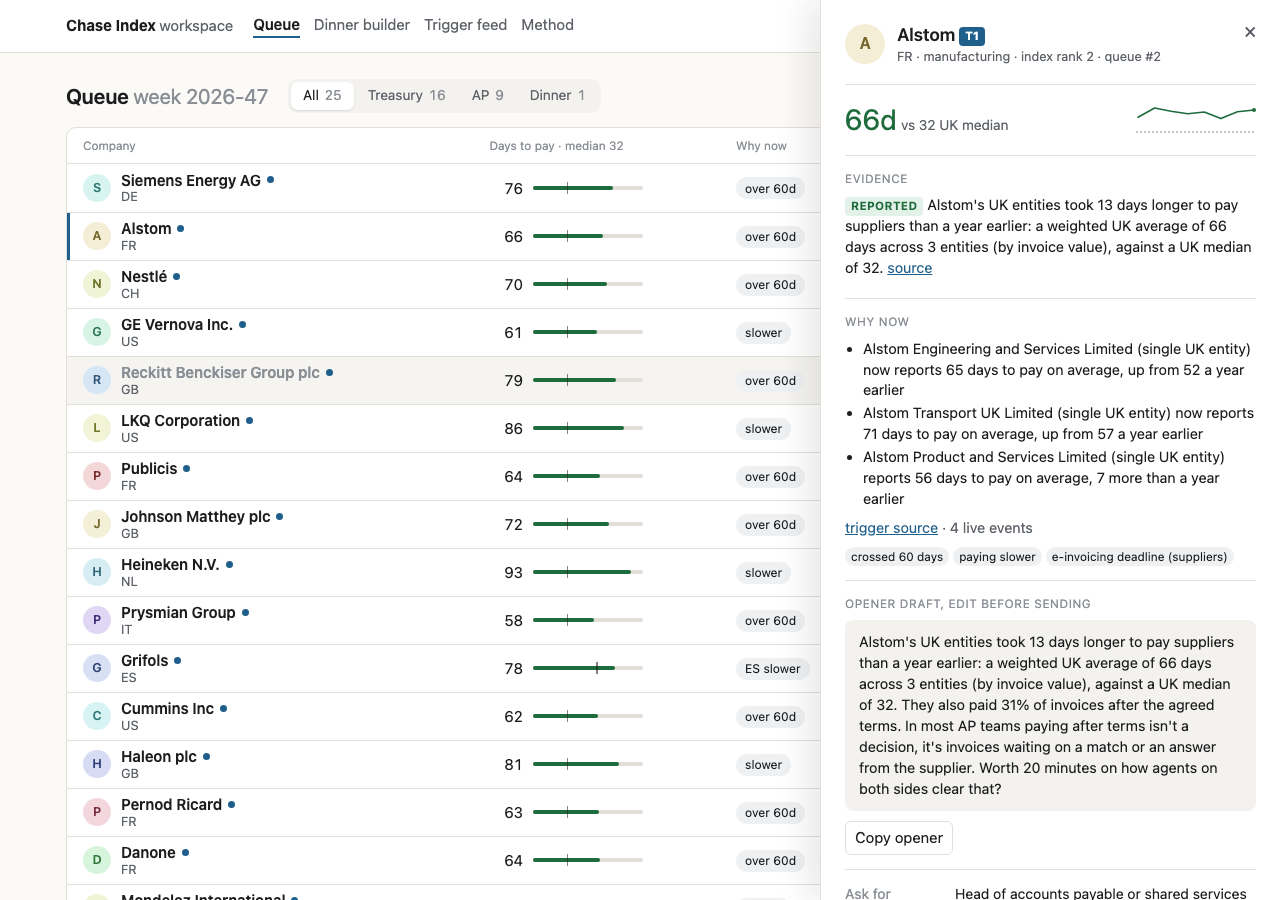 Chase Index workspace Queue Dinner builder Trigger feed Method
Queue week 2026-47 All 25 Treasury 16 AP 9 Dinner 1
Company Days to pay · median 32 Why now
S Siemens Energy AG 76 over 60d
DE
A Alstom 66 over 60d
FR
N Nestlé 70 over 60d
CH
G GE Vernova Inc. 61 slower
US
R Reckitt Benckiser Group plc 79 over 60d
GB
L LKQ Corporation 86 slower
US
P Publicis 64 over 60d
FR
J Johnson Matthey plc 72 over 60d
GB
H Heineken N.V. 93 slower
NL
P Prysmian Group 58 over 60d
IT
G Grifols 78 ES slower
ES
C Cummins Inc 62 over 60d
US
H Haleon plc 81 slower
GB
P Pernod Ricard 63 over 60d
FR
D Danone 64 over 60d
FR
Mondelez International
A Alstom T1 ×
FR · manufacturing · index rank 2 · queue #2
66d vs 32 UK median
EVIDENCE
REPORTED Alstom's UK entities took 13 days longer to pay
suppliers than a year earlier: a weighted UK average of 66
days across 3 entities (by invoice value), against a UK median
of 32. source
WHY NOW
• Alstom Engineering and Services Limited (single UK entity)
now reports 65 days to pay on average, up from 52 a year
earlier
• Alstom Transport UK Limited (single UK entity) now reports
71 days to pay on average, up from 57 a year earlier
• Alstom Product and Services Limited (single UK entity)
reports 56 days to pay on average, 7 more than a year
earlier
trigger source · 4 live events
crossed 60 days paying slower e-invoicing deadline (suppliers)
OPENER DRAFT, EDIT BEFORE SENDING
Alstom's UK entities took 13 days longer to pay suppliers
than a year earlier: a weighted UK average of 66 days
across 3 entities (by invoice value), against a UK median
of 32. They also paid 31% of invoices after the agreed
terms. In most AP teams paying after terms isn't a
decision, it's invoices waiting on a match or an answer
from the supplier. Worth 20 minutes on how agents on
both sides clear that?
Copy opener
Ask for Head of accounts payable or shared services